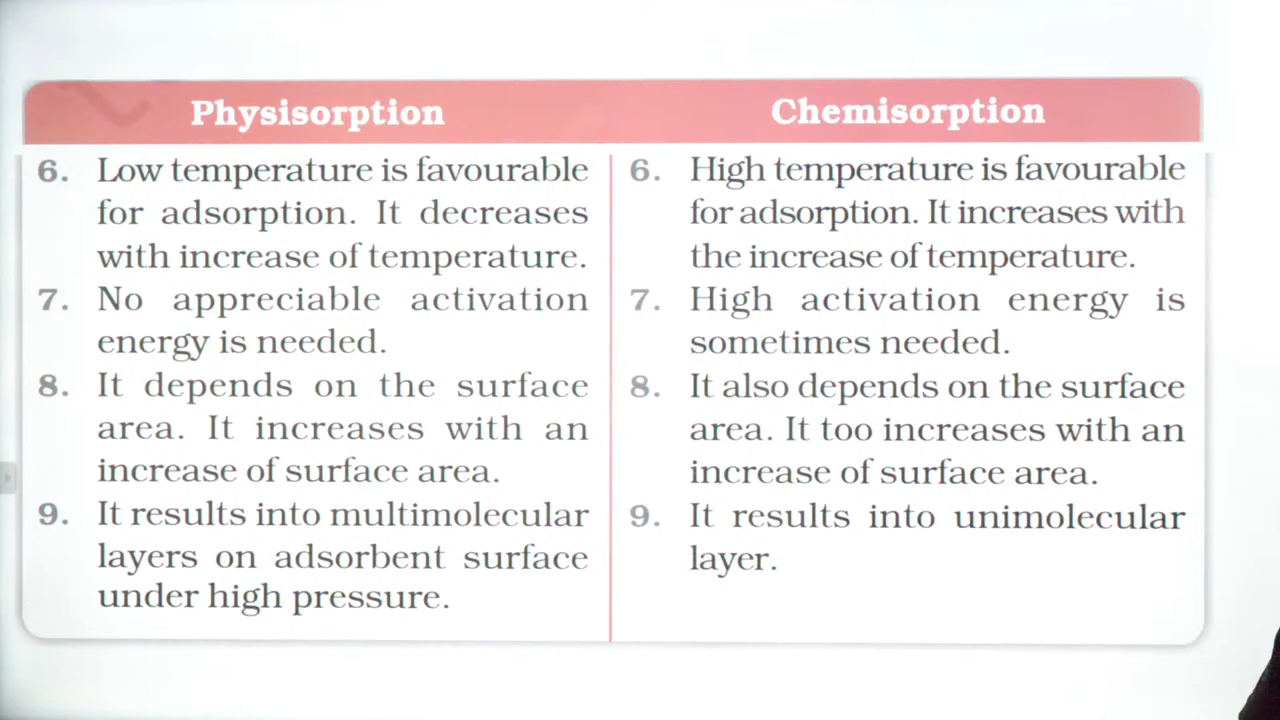 Physisorption
Chemisorption
6. Low temperature is favourable
for adsorption. It decreases
with increase of temperature.
7. No appreciable activation
energy is needed.
8. It depends on the surface
area. It increases with an
increase of surface area.
9. It results into multimolecular
layers on adsorbent surface
under high pressure.
6. High temperature is favourable
for adsorption. It increases with
the increase of temperature.
7. High activation energy is
sometimes needed.
8. It also depends on the surface
area. It too increases with an
increase of surface area.
9. It results into unimolecular
layer.